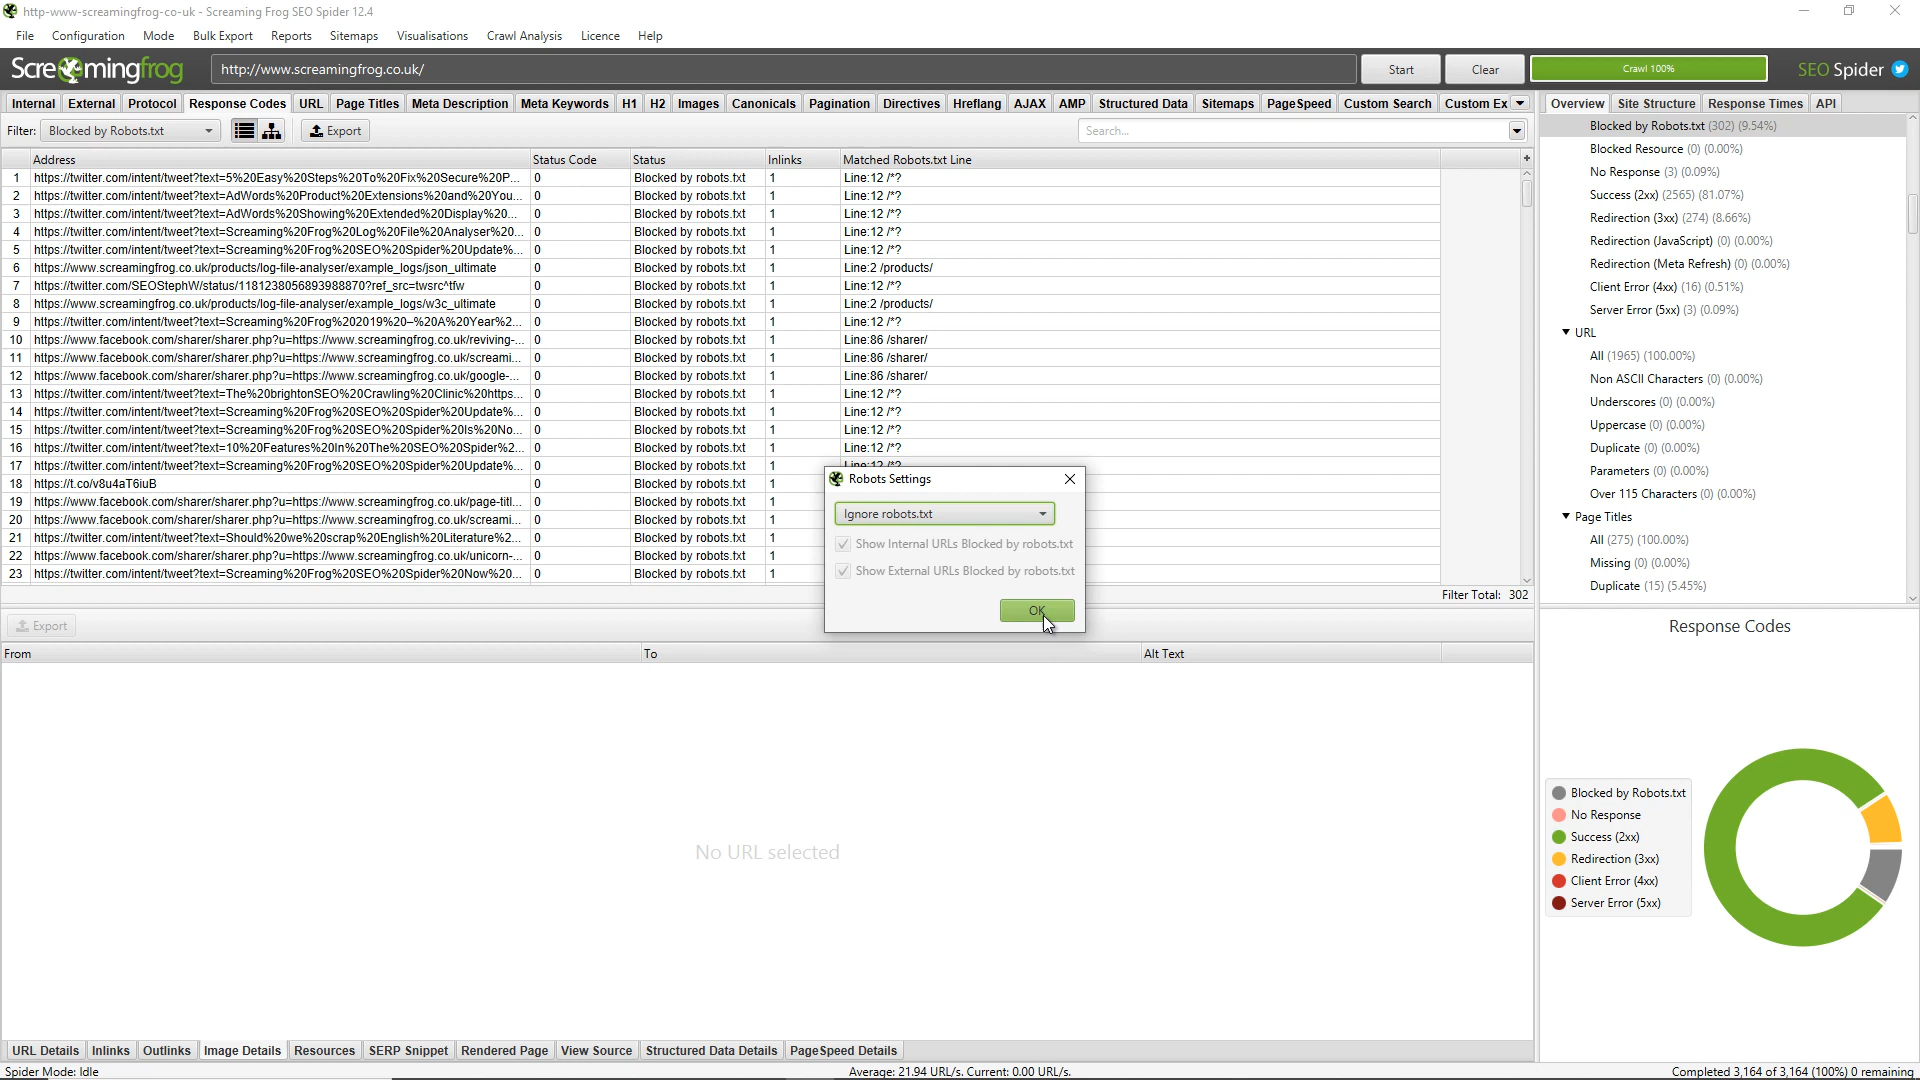 http-www-screamingfrog-co-uk - Screaming Frog SEO Spider 12.4
File Configuration Mode Bulk Export Reports Sitemaps Visualisations Crawl Analysis Licence Help
Screamingfrog http://www.screamingfrog.co.uk/ Start Clear Crawl 100% SEO Spider
Internal External Protocol Response Codes URL Page Titles Meta Description Meta Keywords H1 H2 Images Canonicals Pagination Directives Hreflang AJAX AMP Structured Data Sitemaps PageSpeed Custom Search Custom Ex
Filter: Blocked by Robots.txt Export Search...
Address Status Code Status Inlinks Matched Robots.txt Line
1 https://twitter.com/intent/tweet?text=5%20Easy%20Steps%20To%20Fix%20Secure%20P... 0 Blocked by robots.txt 1 Line:12 /*?
2 https://twitter.com/intent/tweet?text=AdWords%20Product%20Extensions%20and%20You... 0 Blocked by robots.txt 1 Line:12 /*?
3 https://twitter.com/intent/tweet?text=AdWords%20Showing%20Extended%20Display%20... 0 Blocked by robots.txt 1 Line:12 /*?
4 https://twitter.com/intent/tweet?text=Screaming%20Frog%20Log%20File%20Analyser%20... 0 Blocked by robots.txt 1 Line:12 /*?
5 https://twitter.com/intent/tweet?text=Screaming%20Frog%20SEO%20Spider%20Update%... 0 Blocked by robots.txt 1 Line:12 /*?
6 https://www.screamingfrog.co.uk/products/log-file-analyser/example_logs/json_ultimate 0 Blocked by robots.txt 1 Line:2 /products/
7 https://twitter.com/SEOStephW/status/1181238056893988870?ref_src=twsrc^tfw 0 Blocked by robots.txt 1 Line:12 /*?
8 https://www.screamingfrog.co.uk/products/log-file-analyser/example_logs/w3c_ultimate 0 Blocked by robots.txt 1 Line:2 /products/
9 https://twitter.com/intent/tweet?text=Screaming%20Frog%202019%20–%20A%20Year%2... 0 Blocked by robots.txt 1 Line:12 /*?
10 https://www.facebook.com/sharer/sharer.php?u=https://www.screamingfrog.co.uk/reviving-... 0 Blocked by robots.txt 1 Line:86 /sharer/
11 https://www.facebook.com/sharer/sharer.php?u=https://www.screamingfrog.co.uk/screami... 0 Blocked by robots.txt 1 Line:86 /sharer/
12 https://www.facebook.com/sharer/sharer.php?u=https://www.screamingfrog.co.uk/google-... 0 Blocked by robots.txt 1 Line:86 /sharer/
13 https://twitter.com/intent/tweet?text=The%20brightonSEO%20Crawling%20Clinic%20https... 0 Blocked by robots.txt 1 Line:12 /*?
14 https://twitter.com/intent/tweet?text=Screaming%20Frog%20SEO%20Spider%20Update%... 0 Blocked by robots.txt 1 Line:12 /*?
15 https://twitter.com/intent/tweet?text=Screaming%20Frog%20SEO%20Spider%20Is%20No... 0 Blocked by robots.txt 1 Line:12 /*?
16 https://twitter.com/intent/tweet?text=10%20Features%20In%20The%20SEO%20Spider%2... 0 Blocked by robots.txt 1 Line:12 /*?
17 https://twitter.com/intent/tweet?text=Screaming%20Frog%20SEO%20Spider%20Update%... 0 Blocked by robots.txt 1 Line:12 /*?
18 https://t.co/v8u4aT6iuB 0 Blocked by robots.txt 1
19 https://www.facebook.com/sharer/sharer.php?u=https://www.screamingfrog.co.uk/page-titl... 0 Blocked by robots.txt 1
20 https://www.facebook.com/sharer/sharer.php?u=https://www.screamingfrog.co.uk/screami... 0 Blocked by robots.txt 1
21 https://twitter.com/intent/tweet?text=Should%20we%20scrap%20English%20Literature%2... 0 Blocked by robots.txt 1
22 https://www.facebook.com/sharer/sharer.php?u=https://www.screamingfrog.co.uk/unicorn-... 0 Blocked by robots.txt 1
23 https://twitter.com/intent/tweet?text=Screaming%20Frog%20SEO%20Spider%20Now%20... 0 Blocked by robots.txt 1
Filter Total: 302
Robots Settings
Ignore robots.txt
Show Internal URLs Blocked by robots.txt
Show External URLs Blocked by robots.txt
OK
Export
From To Alt Text
No URL selected
URL Details Inlinks Outlinks Image Details Resources SERP Snippet Rendered Page View Source Structured Data Details PageSpeed Details
Overview Site Structure Response Times API
Blocked by Robots.txt (302) (9.54%)
Blocked Resource (0) (0.00%)
No Response (3) (0.09%)
Success (2xx) (2565) (81.07%)
Redirection (3xx) (274) (8.66%)
Redirection (JavaScript) (0) (0.00%)
Redirection (Meta Refresh) (0) (0.00%)
Client Error (4xx) (16) (0.51%)
Server Error (5xx) (3) (0.09%)
URL
All (1965) (100.00%)
Non ASCII Characters (0) (0.00%)
Underscores (0) (0.00%)
Uppercase (0) (0.00%)
Duplicate (0) (0.00%)
Parameters (0) (0.00%)
Over 115 Characters (0) (0.00%)
Page Titles
All (275) (100.00%)
Missing (0) (0.00%)
Duplicate (15) (5.45%)
Response Codes
Blocked by Robots.txt
No Response
Success (2xx)
Redirection (3xx)
Client Error (4xx)
Server Error (5xx)
Spider Mode: Idle Average: 21.94 URL/s. Current: 0.00 URL/s. Completed 3,164 of 3,164 (100%) 0 remaining